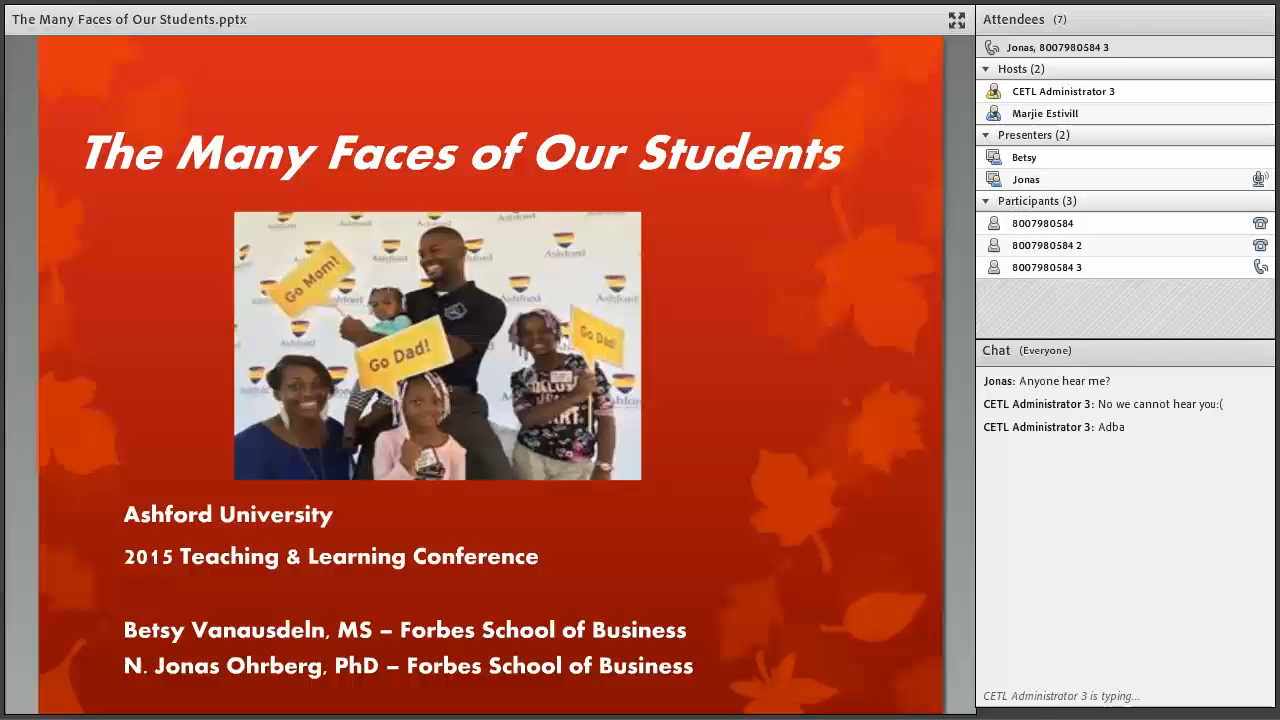 The Many Faces of Our Students.pptx
The Many Faces of Our Students
Ashford
Go Mom!
Go Dad!
Go Dad!
Ashford University
2015 Teaching & Learning Conference
Betsy Vanausdeln, MS – Forbes School of Business
N. Jonas Ohrberg, PhD – Forbes School of Business
Attendees (7)
Jonas, 8007980584 3
Hosts (2)
CETL Administrator 3
Marjie Estivill
Presenters (2)
Betsy
Jonas
Participants (3)
8007980584
8007980584 2
8007980584 3
Chat (Everyone)
Jonas: Anyone hear me?
CETL Administrator 3: No we cannot hear you:(
CETL Administrator 3: Adba
CETL Administrator 3 is typing...